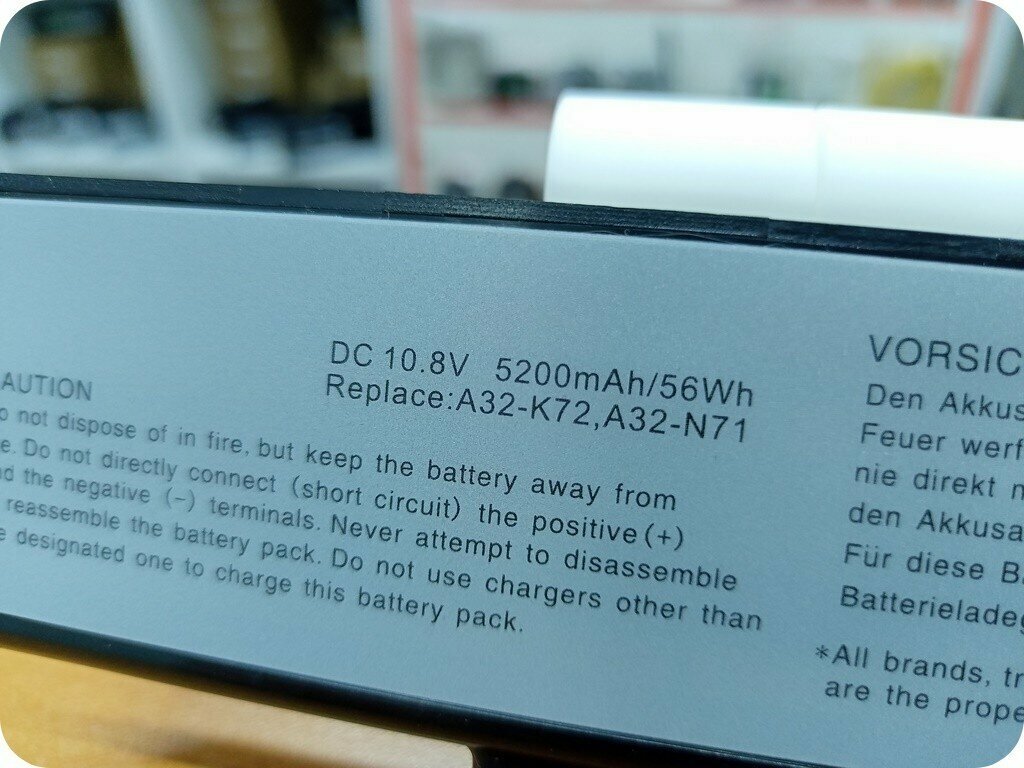 DC 10.8V 5200mAh/56Wh
Replace:A32-K72,A32-N71
AUTION
o not dispose of in fire, but keep the battery away from
e. Do not directly connect (short circuit) the positive(+)
nd the negative (−) terminals. Never attempt to disassemble
reassemble the battery pack. Do not use chargers other than
e designated one to charge this battery pack.
VORSIC
Den Akkus
Feuer werf
nie direkt
den Akkusa
Für diese B
Batterieladeg
*All brands, tr
are the prope